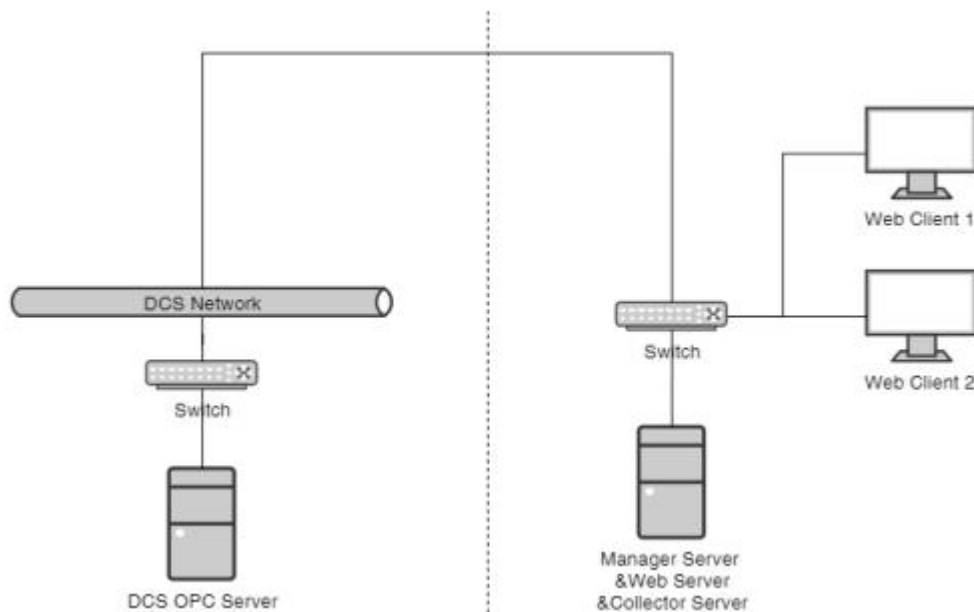 DCS Network
Switch
DCS OPC Server
Switch
Manager Server
&Web Server
&Collector Server
Web Client 1
Web Client 2